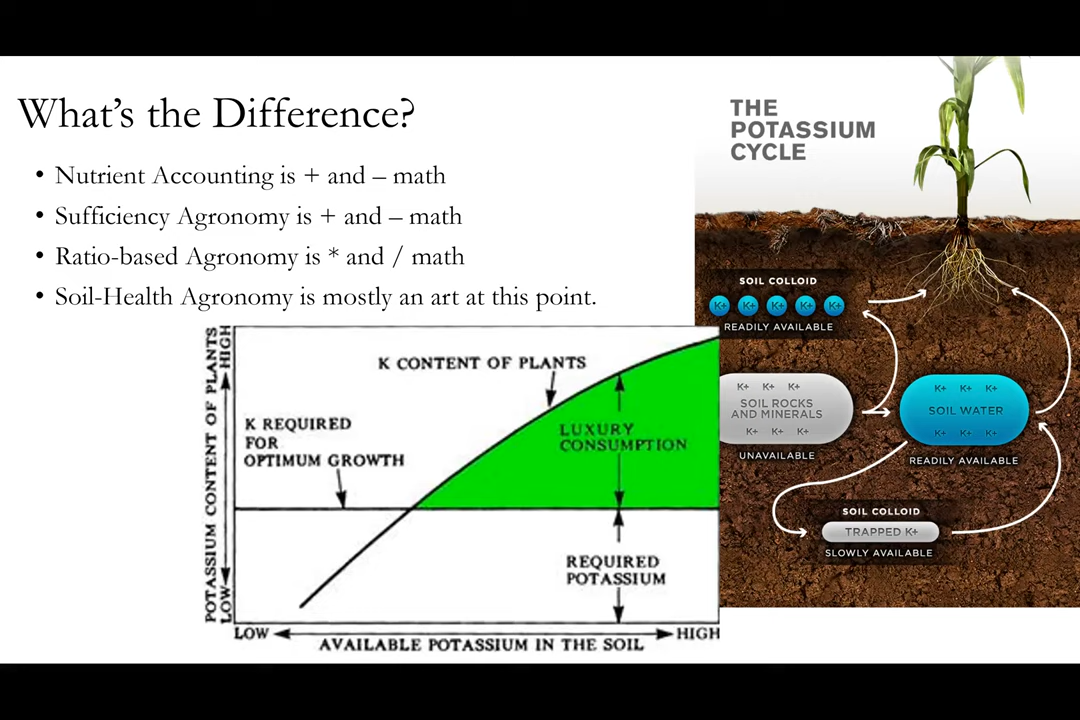 What's the Difference?
• Nutrient Accounting is + and – math
• Sufficiency Agronomy is + and – math
• Ratio-based Agronomy is * and / math
• Soil-Health Agronomy is mostly an art at this point.
POTASSIUM CONTENT OF PLANTS
HIGH
LOW
K CONTENT OF PLANTS
K REQUIRED
FOR
OPTIMUM GROWTH
LUXURY
CONSUMPTION
REQUIRED
POTASSIUM
LOW
HIGH
AVAILABLE POTASSIUM IN THE SOIL
THE
POTASSIUM
CYCLE
SOIL COLLOID
K+ K+ K+ K+ K+
READILY AVAILABLE
K+ K+ K+
SOIL ROCKS
AND MINERALS
K+ K+ K+
UNAVAILABLE
K+ K+ K+
SOIL WATER
K+ K+ K+
READILY AVAILABLE
SOIL COLLOID
TRAPPED K+
SLOWLY AVAILABLE